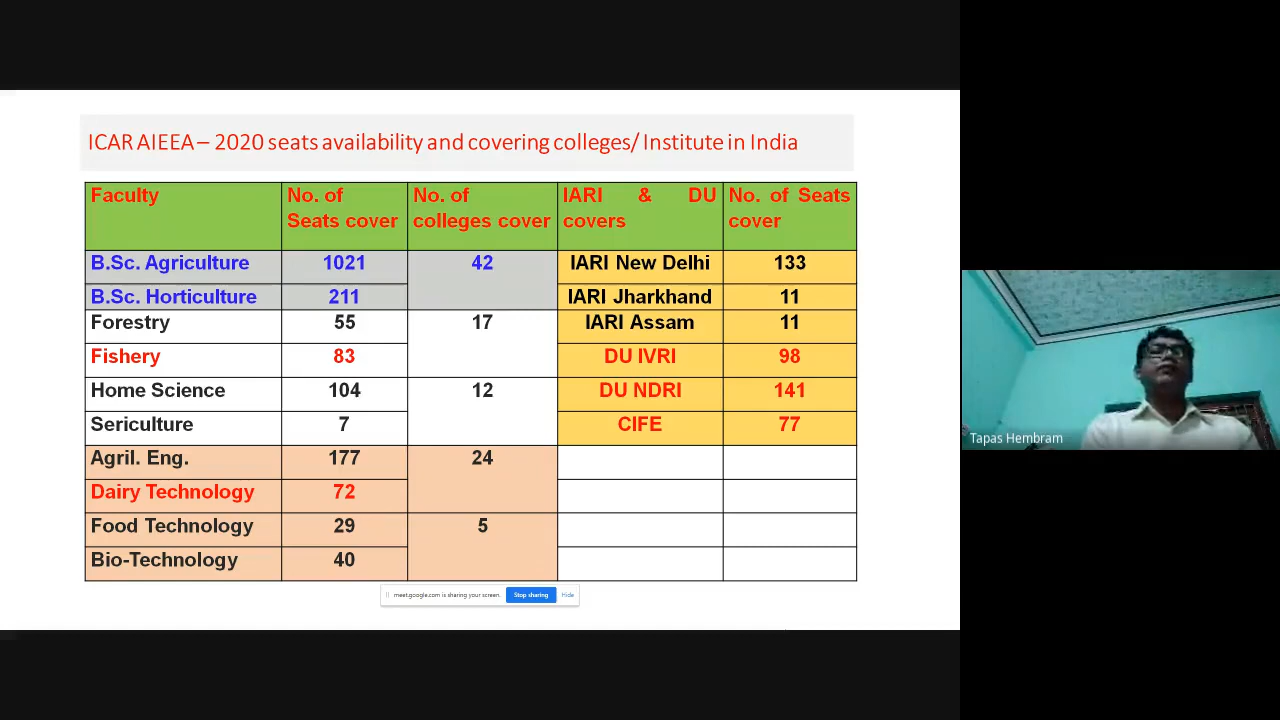 ICAR AIEEA – 2020 seats availability and covering colleges/ Institute in India
Faculty
No. of
Seats cover
No. of
colleges cover
IARI & DU
covers
No. of Seats
cover
B.Sc. Agriculture 1021 42 IARI New Delhi 133
B.Sc. Horticulture 211 IARI Jharkhand 11
Forestry 55 17 IARI Assam 11
Fishery 83 DU IVRI 98
Home Science 104 12 DU NDRI 141
Sericulture 7 CIFE 77
Agril. Eng. 177 24
Dairy Technology 72
Food Technology 29 5
Bio-Technology 40
meet.google.com is sharing your screen. Stop sharing Hide
Tapas Hembram